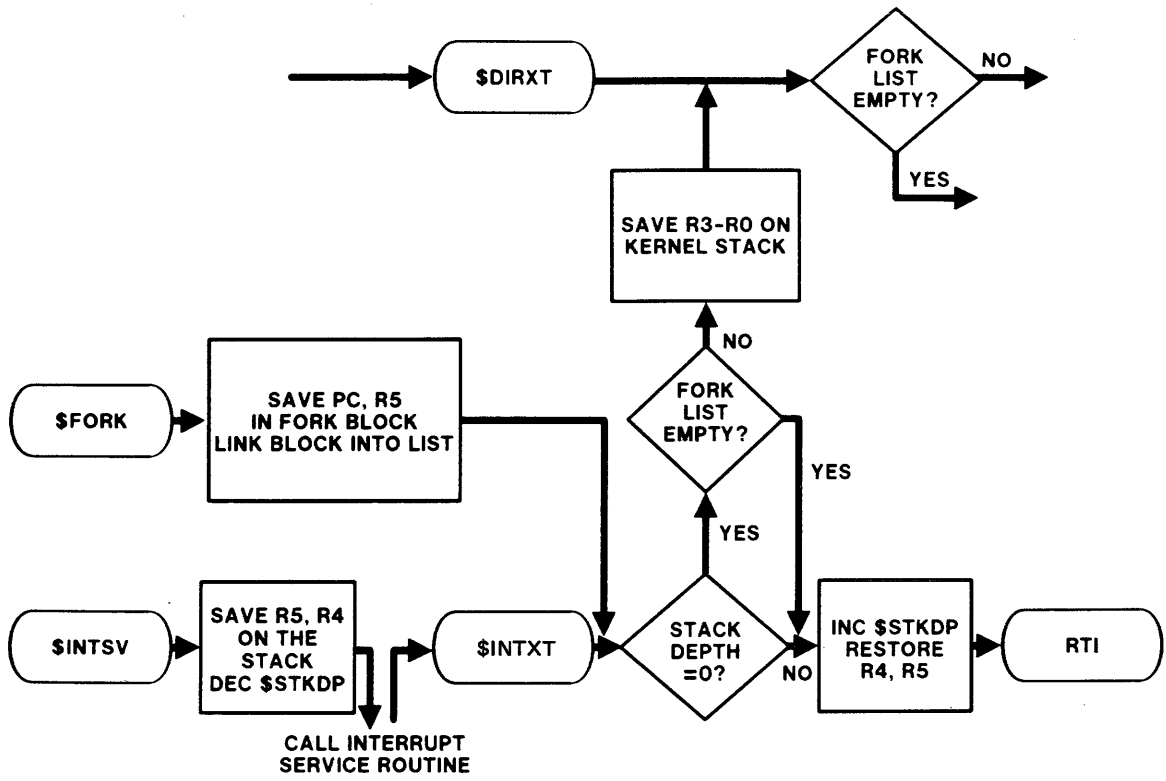 $DIRXT
FORK
LIST
EMPTY?
NO
YES
SAVE R3-R0 ON
KERNEL STACK
NO
FORK
LIST
EMPTY?
YES
$FORK
SAVE PC, R5
IN FORK BLOCK
LINK BLOCK INTO LIST
YES
$INTSV
SAVE R5, R4
ON THE
STACK
DEC $STKDP
CALL INTERRUPT
SERVICE ROUTINE
$INTXT
STACK
DEPTH
=0?
NO
INC $STKDP
RESTORE
R4, R5
RTI